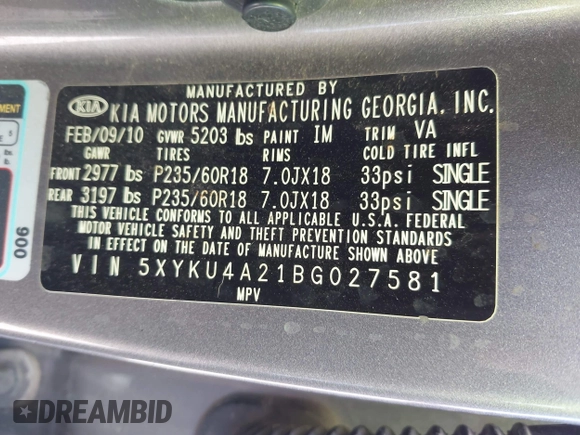 MANUFACTURED BY
KIA KIA MOTORS MANUFACTURING GEORGIA, INC.
FEB/09/10 GVWR 5203 lbs PAINT IM TRIM VA
GAWR TIRES RIMS COLD TIRE INFL
FRONT 2977 lbs P235/60R18 7.0JX18 33psi SINGLE
REAR 3197 lbs P235/60R18 7.0JX18 33psi SINGLE
THIS VEHICLE CONFORMS TO ALL APPLICABLE U.S.A. FEDERAL
MOTOR VEHICLE SAFETY AND THEFT PREVENTION STANDARDS
IN EFFECT ON THE DATE OF MANUFACTURE SHOWN ABOVE
VIN 5XYKU4A21BG027581
MPV
006
DREAMBID